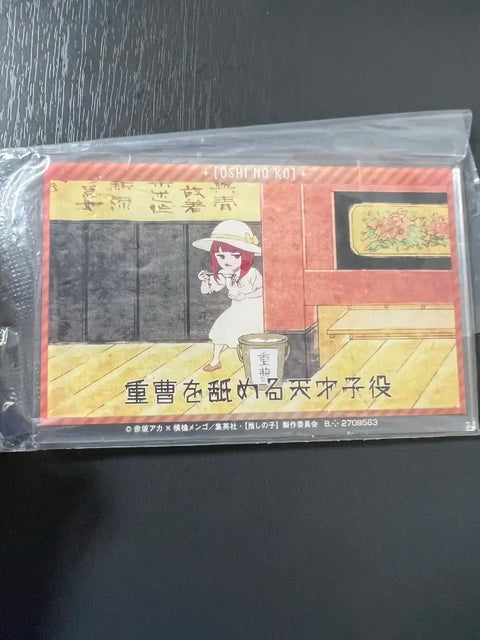 [OSHI NO KO]
重曹
重曹を舐める天才子役
© 赤坂アカ×横槍メンゴ/集英社・【推しの子】製作委員会 B.∴ 2709563